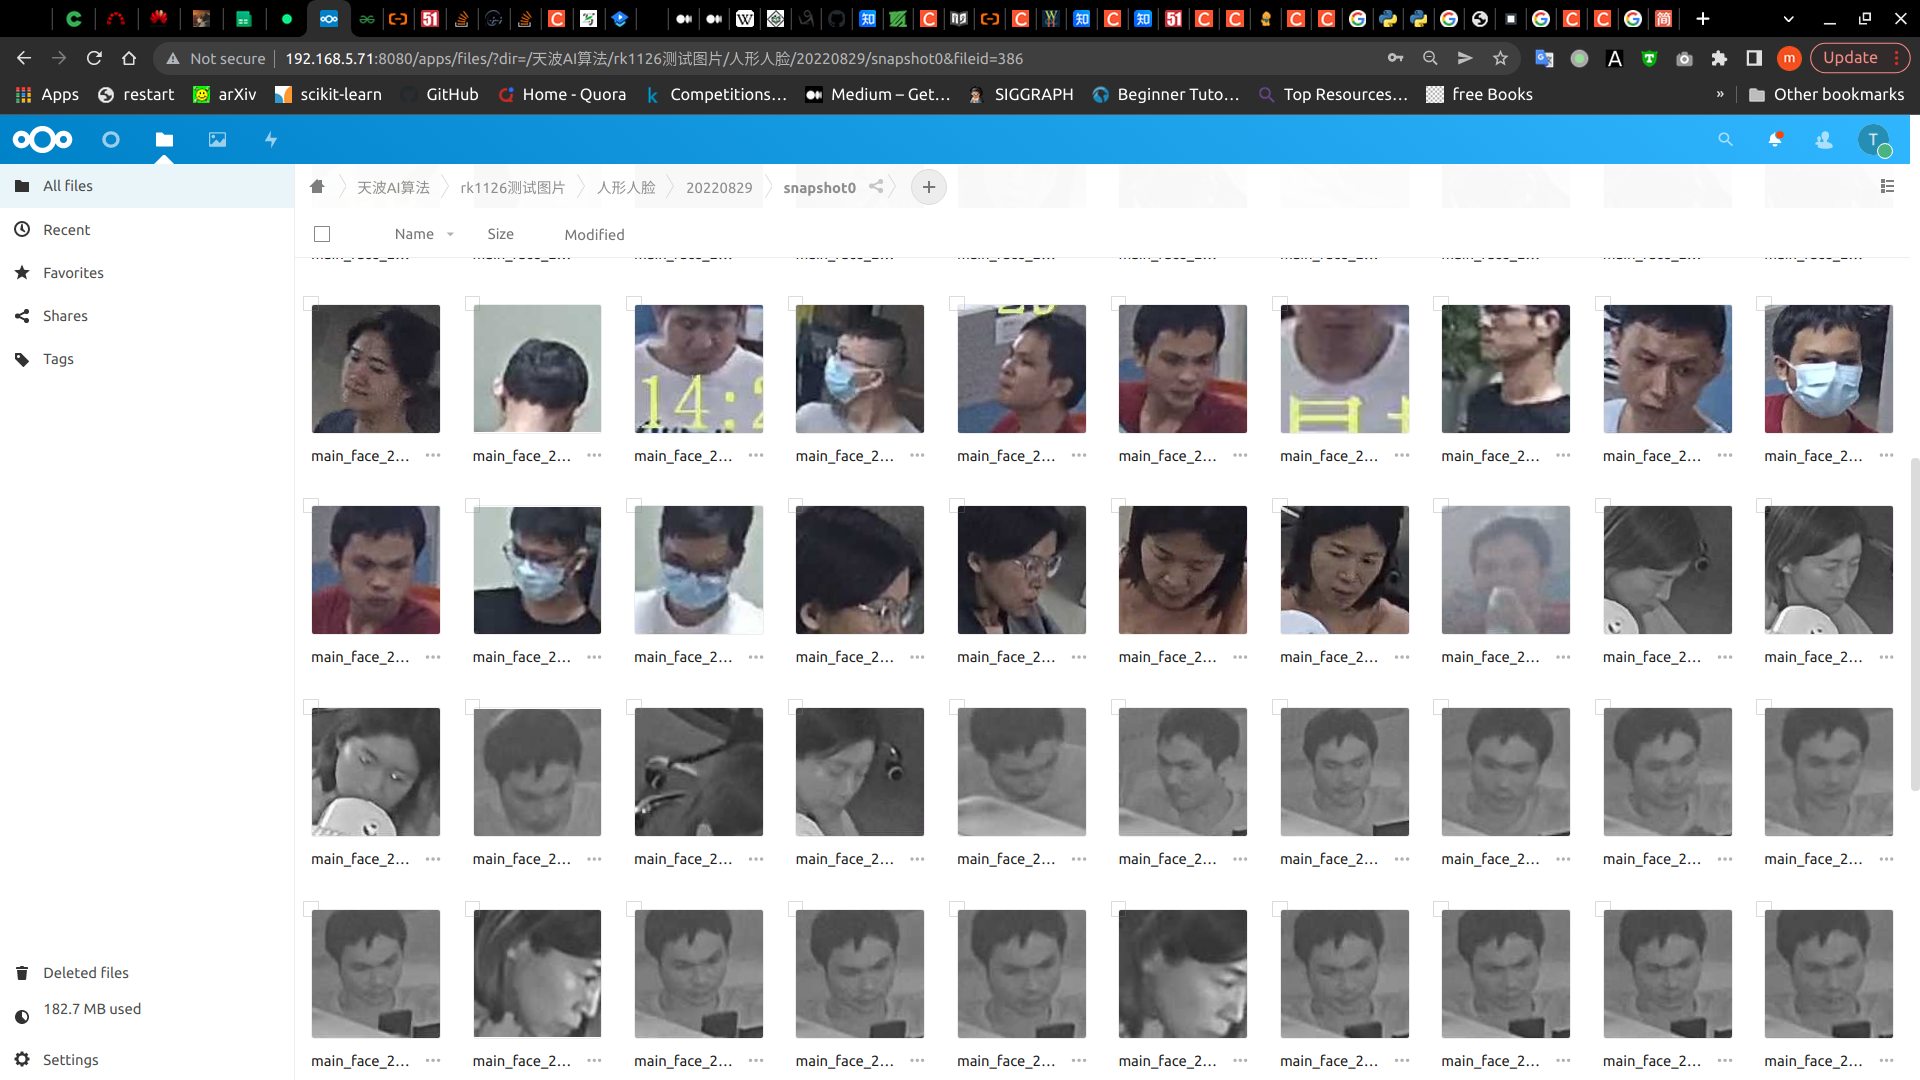 Not secure
192.168.5.71:8080/apps/files/?dir=/天波AI算法/rk1126测试图片/人形人脸/20220829/snapshot0&fileid=386
Update
Apps
restart
arXiv
scikit-learn
GitHub
Home - Quora
Competitions…
Medium – Get…
SIGGRAPH
Beginner Tuto…
Top Resources…
free Books
»
Other bookmarks
T
All files
Recent
Favorites
Shares
Tags
天波AI算法
rk1126测试图片
人形人脸
20220829
snapshot0
Name
Size
Modified
14:2
main_face_2... main_face_2... main_face_2... main_face_2... main_face_2... main_face_2... main_face_2... main_face_2... main_face_2... main_face_2...
main_face_2... main_face_2... main_face_2... main_face_2... main_face_2... main_face_2... main_face_2... main_face_2... main_face_2... main_face_2...
main_face_2... main_face_2... main_face_2... main_face_2... main_face_2... main_face_2... main_face_2... main_face_2... main_face_2... main_face_2...
main_face_2... main_face_2... main_face_2... main_face_2... main_face_2... main_face_2... main_face_2... main_face_2... main_face_2... main_face_2...
Deleted files
182.7 MB used
Settings